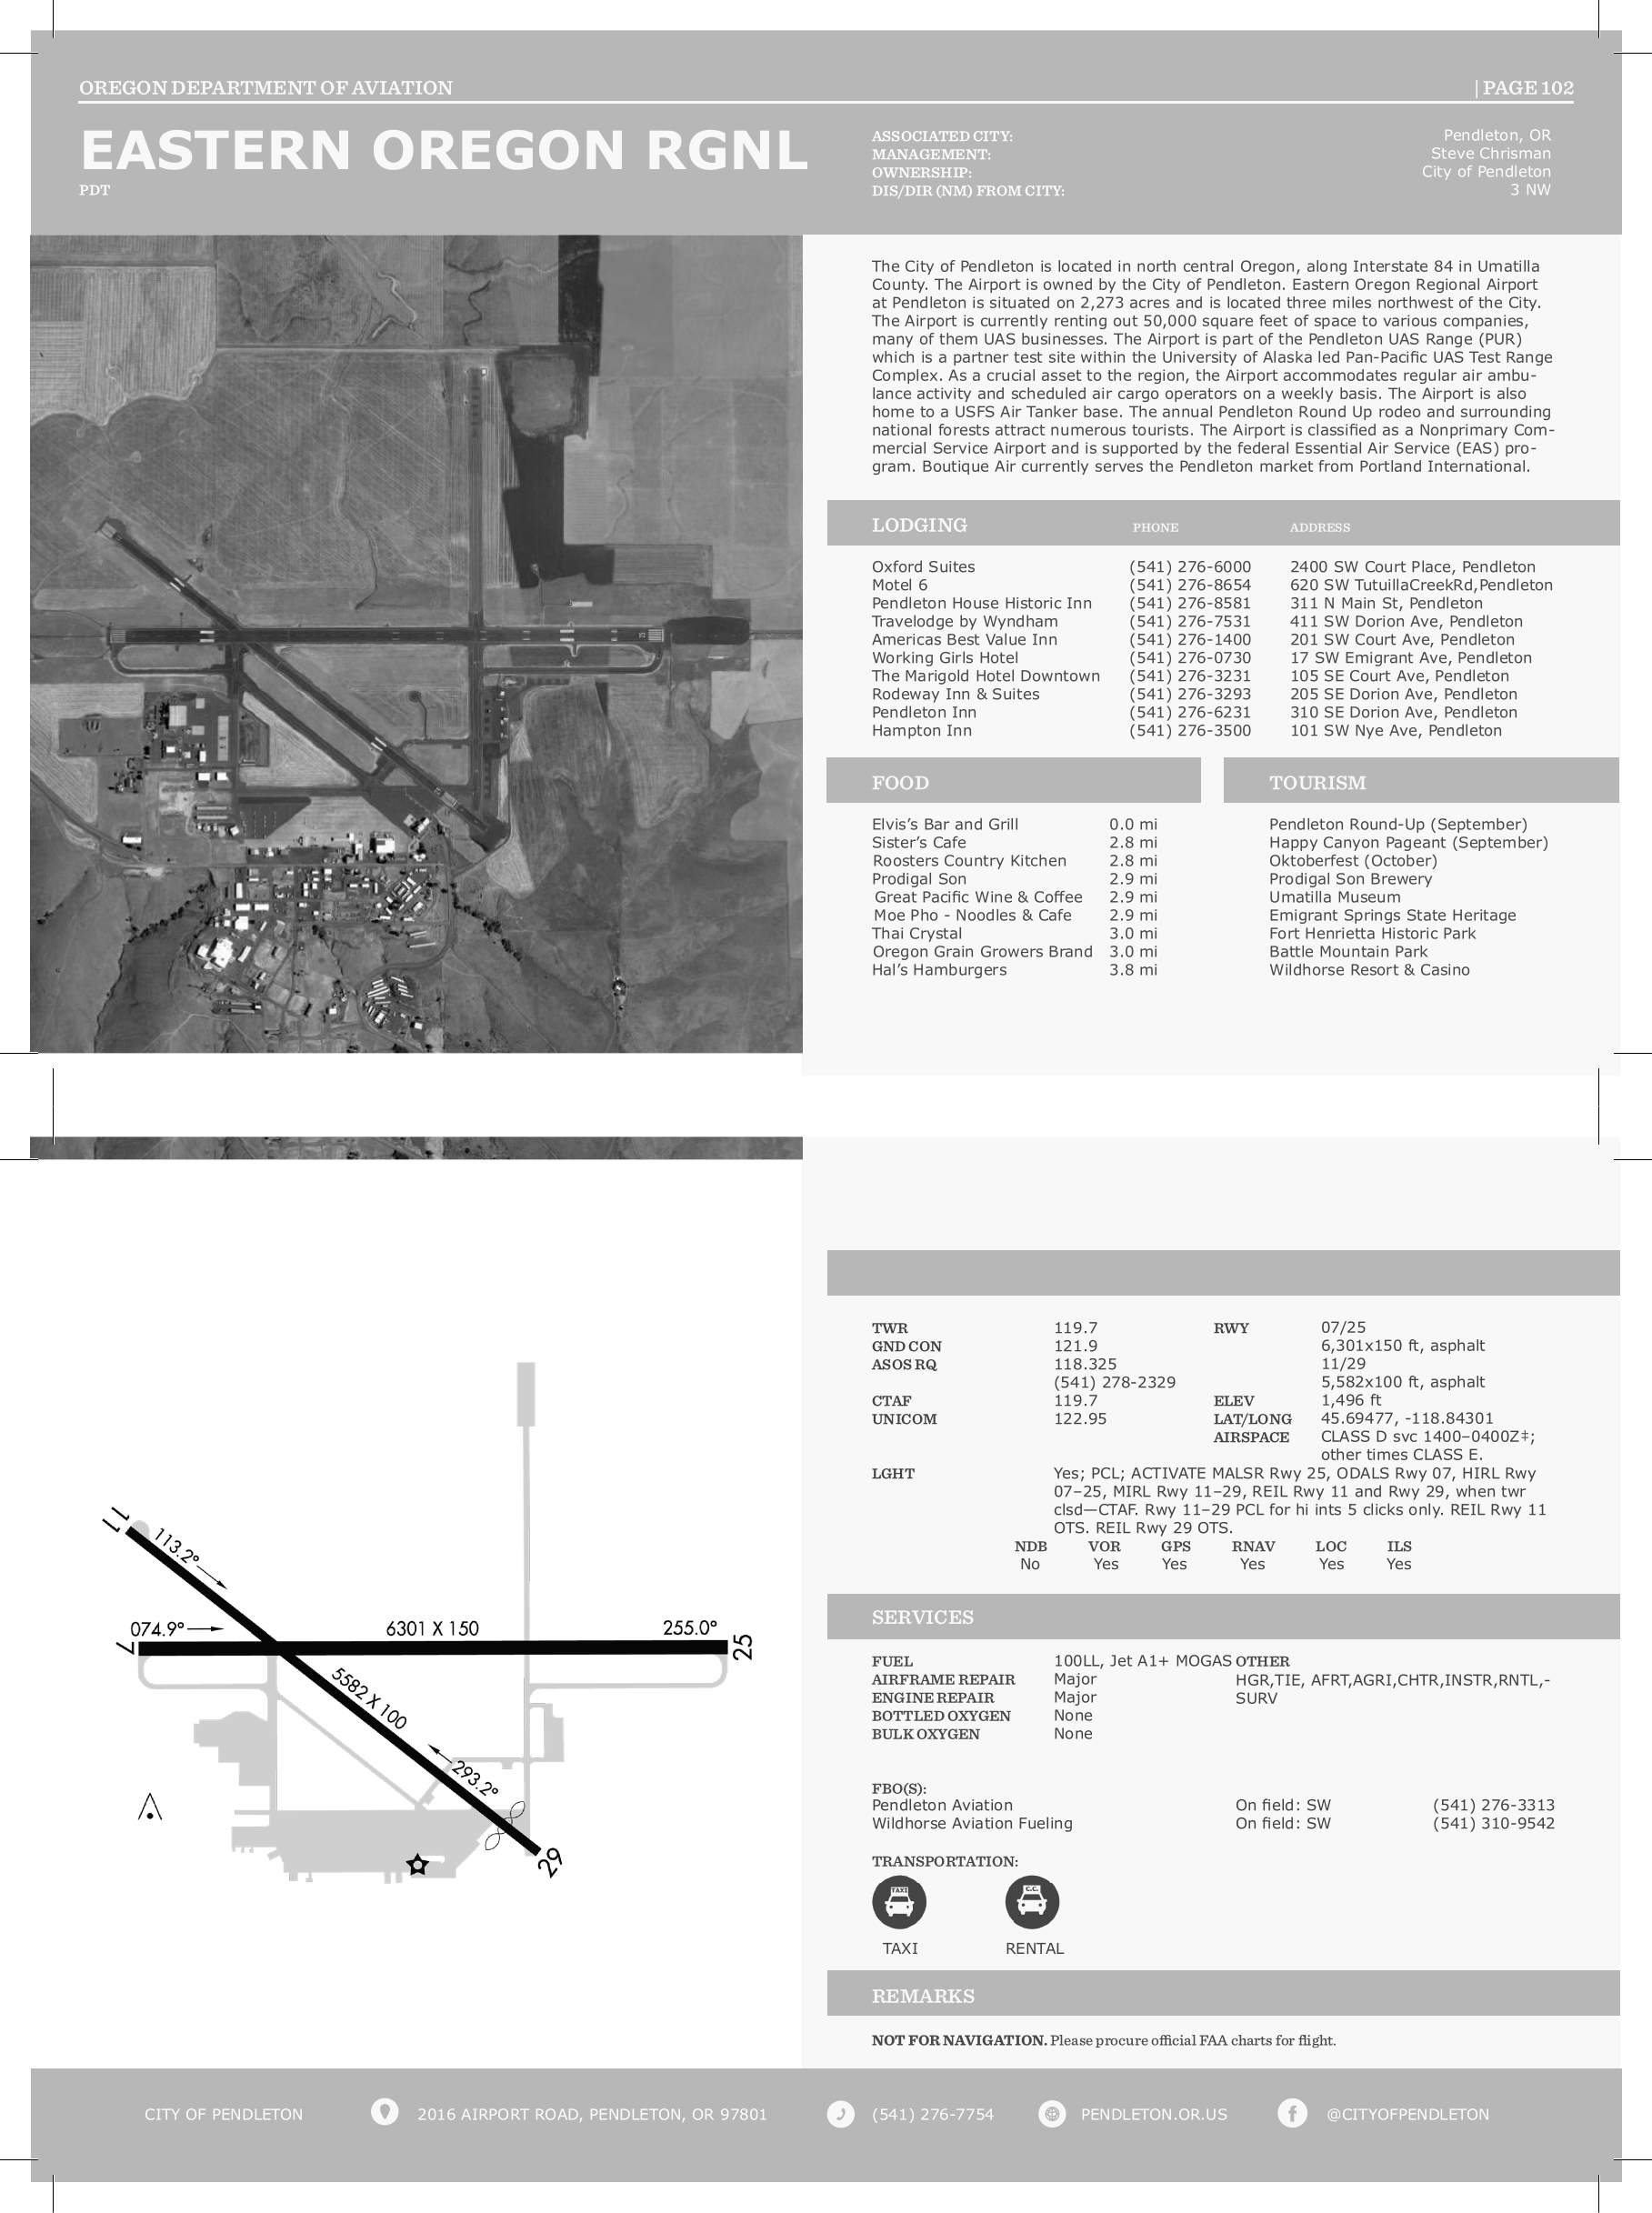 OREGON DEPARTMENT OF AVIATION
| PAGE 102
EASTERN OREGON RGNL
PDT
ASSOCIATED CITY: Pendleton, OR
MANAGEMENT: Steve Chrisman
OWNERSHIP: City of Pendleton
DIS/DIR (NM) FROM CITY: 3 NW
The City of Pendleton is located in north central Oregon, along Interstate 84 in Umatilla
County. The Airport is owned by the City of Pendleton. Eastern Oregon Regional Airport
at Pendleton is situated on 2,273 acres and is located three miles northwest of the City.
The Airport is currently renting out 50,000 square feet of space to various companies,
many of them UAS businesses. The Airport is part of the Pendleton UAS Range (PUR)
which is a partner test site within the University of Alaska led Pan-Pacific UAS Test Range
Complex. As a crucial asset to the region, the Airport accommodates regular air ambu-
lance activity and scheduled air cargo operators on a weekly basis. The Airport is also
home to a USFS Air Tanker base. The annual Pendleton Round Up rodeo and surrounding
national forests attract numerous tourists. The Airport is classified as a Nonprimary Com-
mercial Service Airport and is supported by the federal Essential Air Service (EAS) pro-
gram. Boutique Air currently serves the Pendleton market from Portland International.
LODGING PHONE ADDRESS
Oxford Suites (541) 276-6000 2400 SW Court Place, Pendleton
Motel 6 (541) 276-8654 620 SW TutuillaCreekRd,Pendleton
Pendleton House Historic Inn (541) 276-8581 311 N Main St, Pendleton
Travelodge by Wyndham (541) 276-7531 411 SW Dorion Ave, Pendleton
Americas Best Value Inn (541) 276-1400 201 SW Court Ave, Pendleton
Working Girls Hotel (541) 276-0730 17 SW Emigrant Ave, Pendleton
The Marigold Hotel Downtown (541) 276-3231 105 SE Court Ave, Pendleton
Rodeway Inn & Suites (541) 276-3293 205 SE Dorion Ave, Pendleton
Pendleton Inn (541) 276-6231 310 SE Dorion Ave, Pendleton
Hampton Inn (541) 276-3500 101 SW Nye Ave, Pendleton
FOOD
Elvis’s Bar and Grill 0.0 mi
Sister’s Cafe 2.8 mi
Roosters Country Kitchen 2.8 mi
Prodigal Son 2.9 mi
Great Pacific Wine & Coffee 2.9 mi
Moe Pho - Noodles & Cafe 2.9 mi
Thai Crystal 3.0 mi
Oregon Grain Growers Brand 3.0 mi
Hal’s Hamburgers 3.8 mi
TOURISM
Pendleton Round-Up (September)
Happy Canyon Pageant (September)
Oktoberfest (October)
Prodigal Son Brewery
Umatilla Museum
Emigrant Springs State Heritage
Fort Henrietta Historic Park
Battle Mountain Park
Wildhorse Resort & Casino
11
113.2°
7
074.9°
6301 X 150
255.0°
25
5582 X 100
293.2°
29
TWR 119.7 RWY 07/25
GND CON 121.9 6,301x150 ft, asphalt
ASOS RQ 118.325 11/29
(541) 278-2329 5,582x100 ft, asphalt
CTAF 119.7 ELEV 1,496 ft
UNICOM 122.95 LAT/LONG 45.69477, -118.84301
AIRSPACE CLASS D svc 1400–0400Z‡;
other times CLASS E.
LGHT Yes; PCL; ACTIVATE MALSR Rwy 25, ODALS Rwy 07, HIRL Rwy
07–25, MIRL Rwy 11–29, REIL Rwy 11 and Rwy 29, when twr
clsd—CTAF. Rwy 11–29 PCL for hi ints 5 clicks only. REIL Rwy 11
OTS. REIL Rwy 29 OTS.
NDB VOR GPS RNAV LOC ILS
No Yes Yes Yes Yes Yes
SERVICES
FUEL 100LL, Jet A1+ MOGAS OTHER
AIRFRAME REPAIR Major HGR,TIE, AFRT,AGRI,CHTR,INSTR,RNTL,-
ENGINE REPAIR Major SURV
BOTTLED OXYGEN None
BULK OXYGEN None
FBO(S):
Pendleton Aviation On field: SW (541) 276-3313
Wildhorse Aviation Fueling On field: SW (541) 310-9542
TRANSPORTATION:
TAXI C.C.
TAXI RENTAL
REMARKS
NOT FOR NAVIGATION. Please procure official FAA charts for flight.
CITY OF PENDLETON 2016 AIRPORT ROAD, PENDLETON, OR 97801 (541) 276-7754 PENDLETON.OR.US @CITYOFPENDLETON